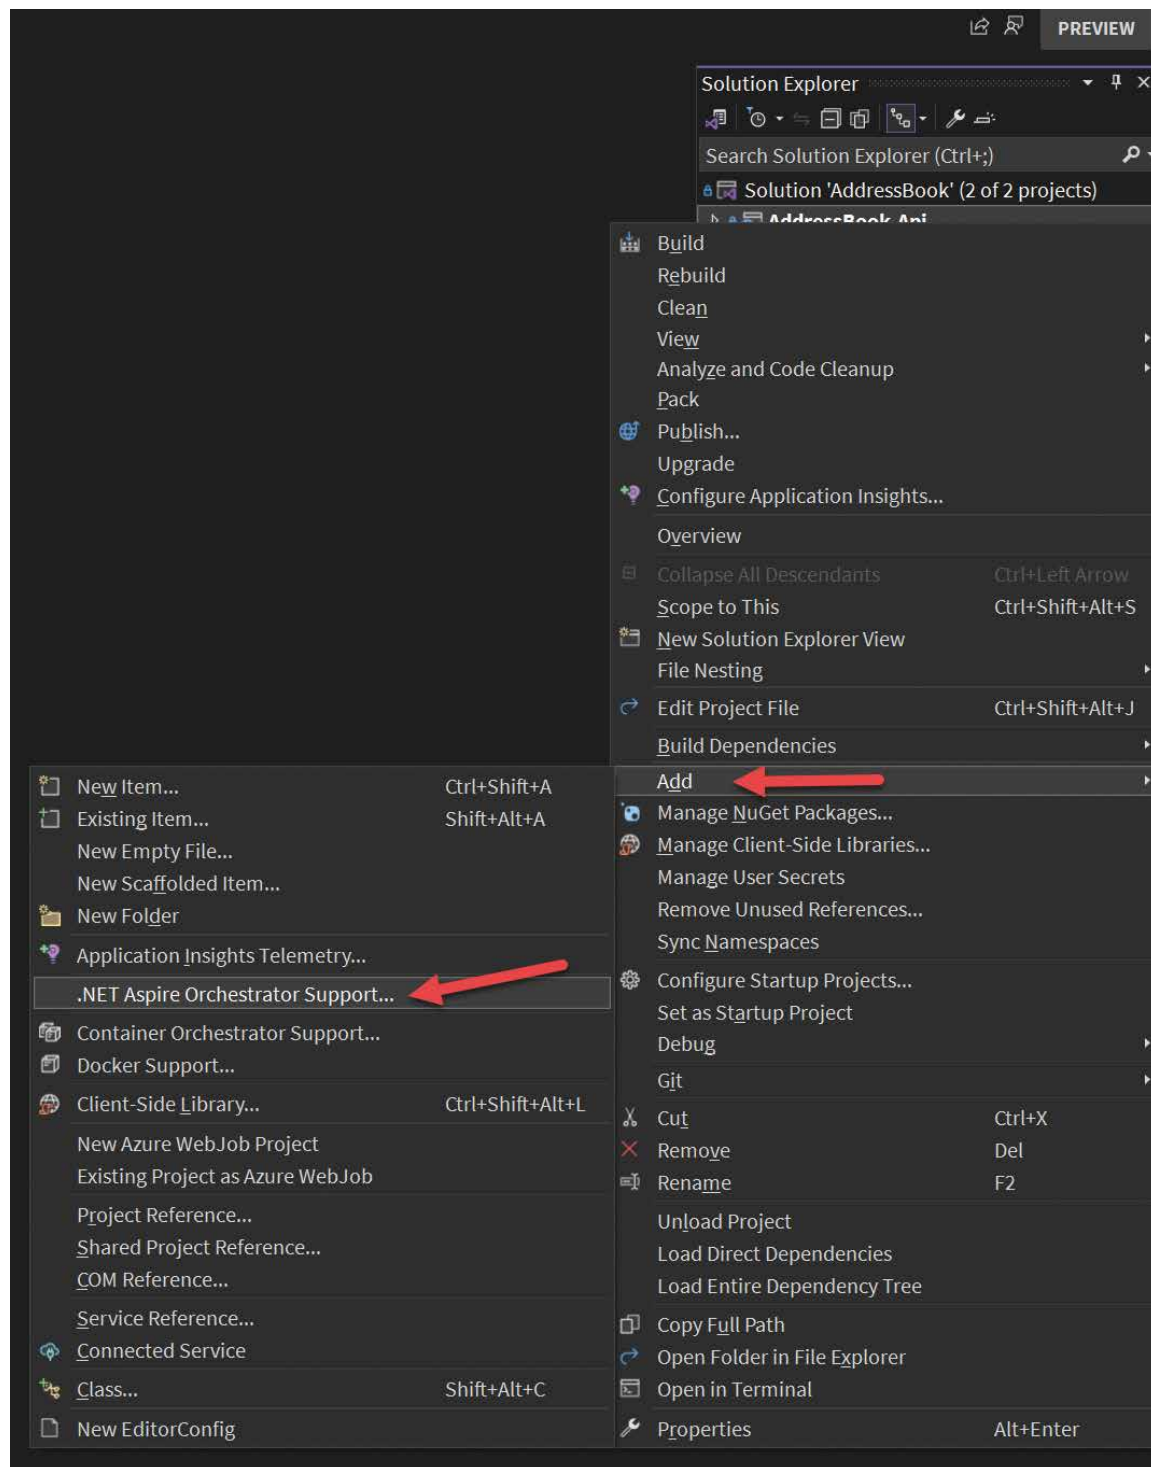 PREVIEW
Solution Explorer
Search Solution Explorer (Ctrl+;)
Solution 'AddressBook' (2 of 2 projects)
AddressBook.Api
Build
Rebuild
Clean
View
Analyze and Code Cleanup
Pack
Publish...
Upgrade
Configure Application Insights...
Overview
Collapse All Descendants Ctrl+Left Arrow
Scope to This Ctrl+Shift+Alt+S
New Solution Explorer View
File Nesting
Edit Project File Ctrl+Shift+Alt+J
Build Dependencies
Add
Manage NuGet Packages...
Manage Client-Side Libraries...
Manage User Secrets
Remove Unused References...
Sync Namespaces
Configure Startup Projects...
Set as Startup Project
Debug
Git
Cut Ctrl+X
Remove Del
Rename F2
Unload Project
Load Direct Dependencies
Load Entire Dependency Tree
Copy Full Path
Open Folder in File Explorer
Open in Terminal
Properties Alt+Enter
New Item... Ctrl+Shift+A
Existing Item... Shift+Alt+A
New Empty File...
New Scaffolded Item...
New Folder
Application Insights Telemetry...
.NET Aspire Orchestrator Support...
Container Orchestrator Support...
Docker Support...
Client-Side Library... Ctrl+Shift+Alt+L
New Azure WebJob Project
Existing Project as Azure WebJob
Project Reference...
Shared Project Reference...
COM Reference...
Service Reference...
Connected Service
Class... Shift+Alt+C
New EditorConfig